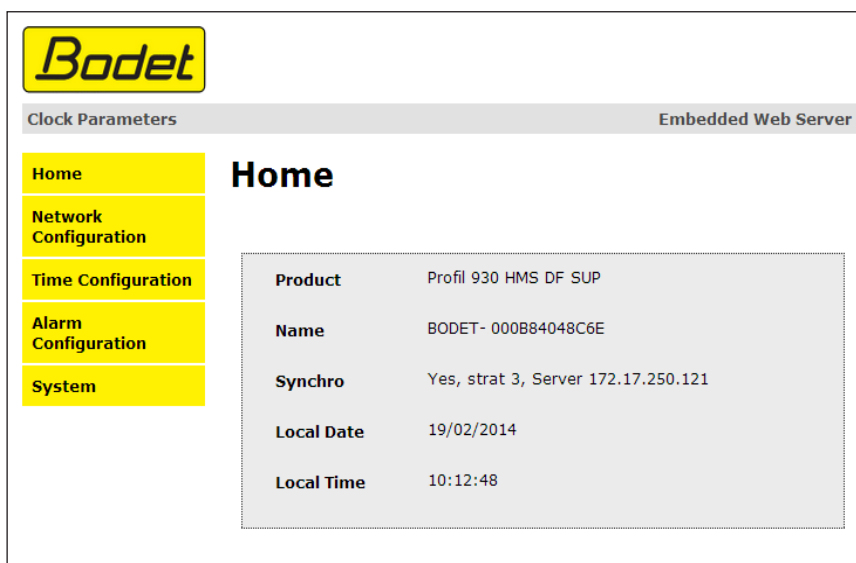 Bodet
Clock Parameters Embedded Web Server
Home
Network
Configuration
Time Configuration
Alarm
Configuration
System
Home
Product Profil 930 HMS DF SUP
Name BODET- 000B84048C6E
Synchro Yes, strat 3, Server 172.17.250.121
Local Date 19/02/2014
Local Time 10:12:48